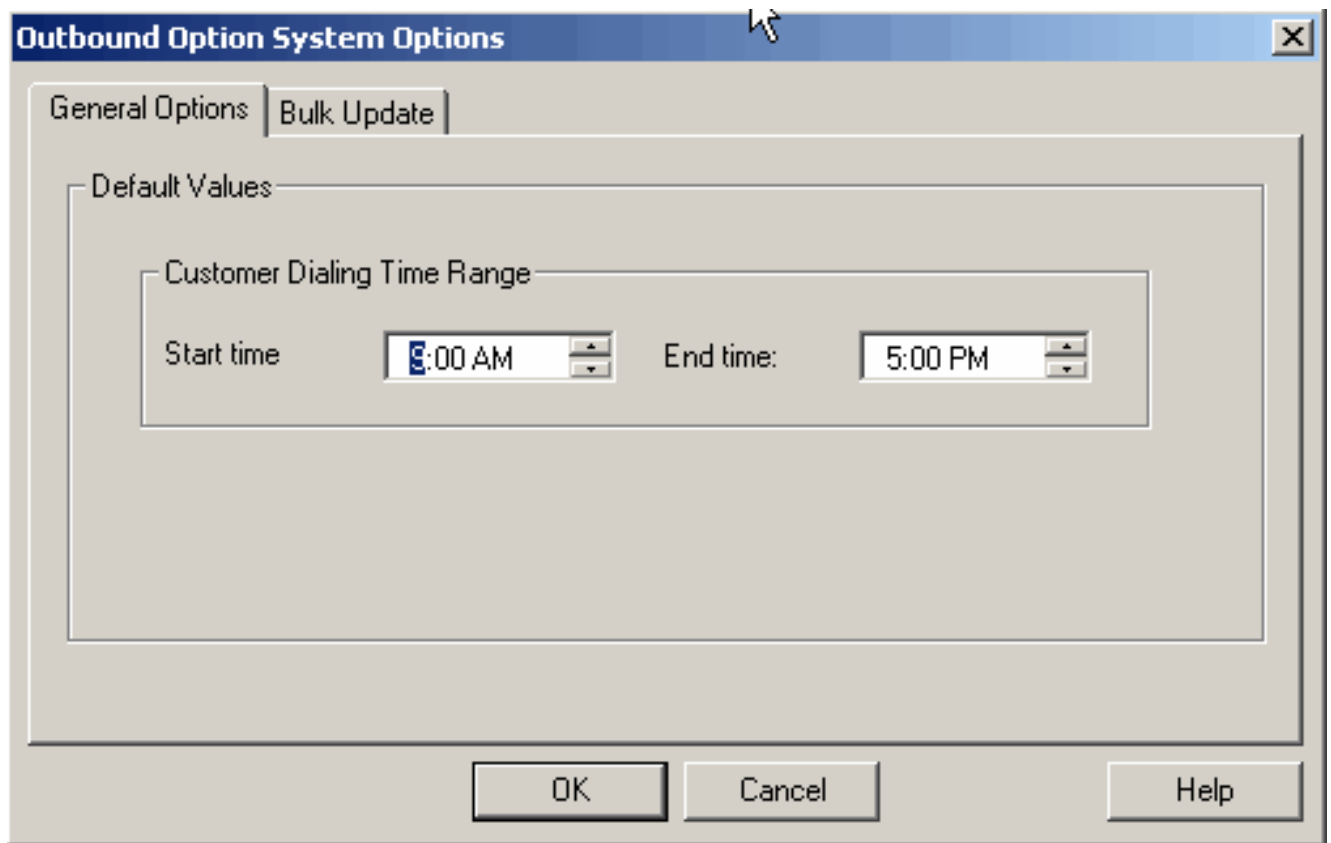 Outbound Option System Options
General Options Bulk Update
Default Values
Customer Dialing Time Range
Start time 9:00 AM End time: 5:00 PM
OK Cancel Help